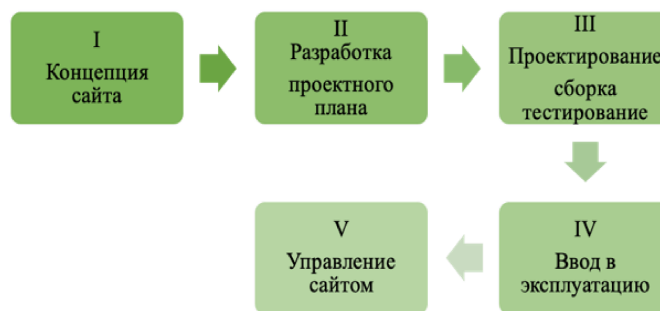 I
Концепция
сайта
II
Разработка
проектного
плана
III
Проектирование
сборка
тестирование
IV
Ввод в
эксплуатацию
V
Управление
сайтом